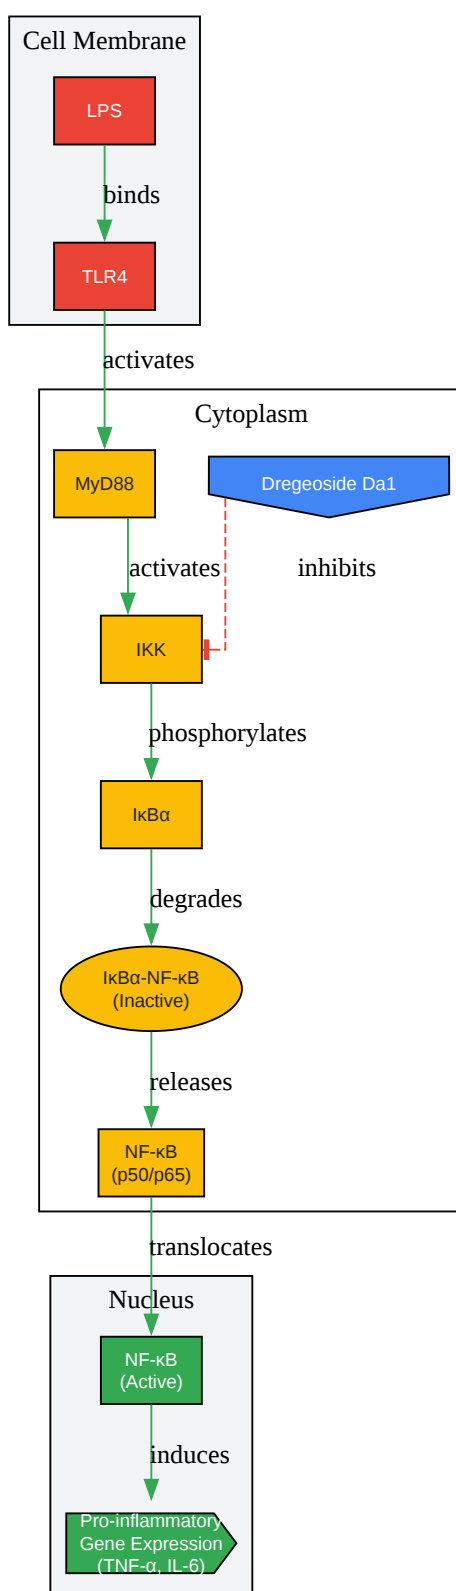 Cell Membrane
LPS
binds
TLR4
activates
Cytoplasm
MyD88
Dregeoside Da1
activates
inhibits
IKK
phosphorylates
IκBα
degrades
IκBα-NF-κB
(Inactive)
releases
NF-κB
(p50/p65)
translocates
Nucleus
NF-κB
(Active)
induces
Pro-inflammatory
Gene Expression
(TNF-α, IL-6)